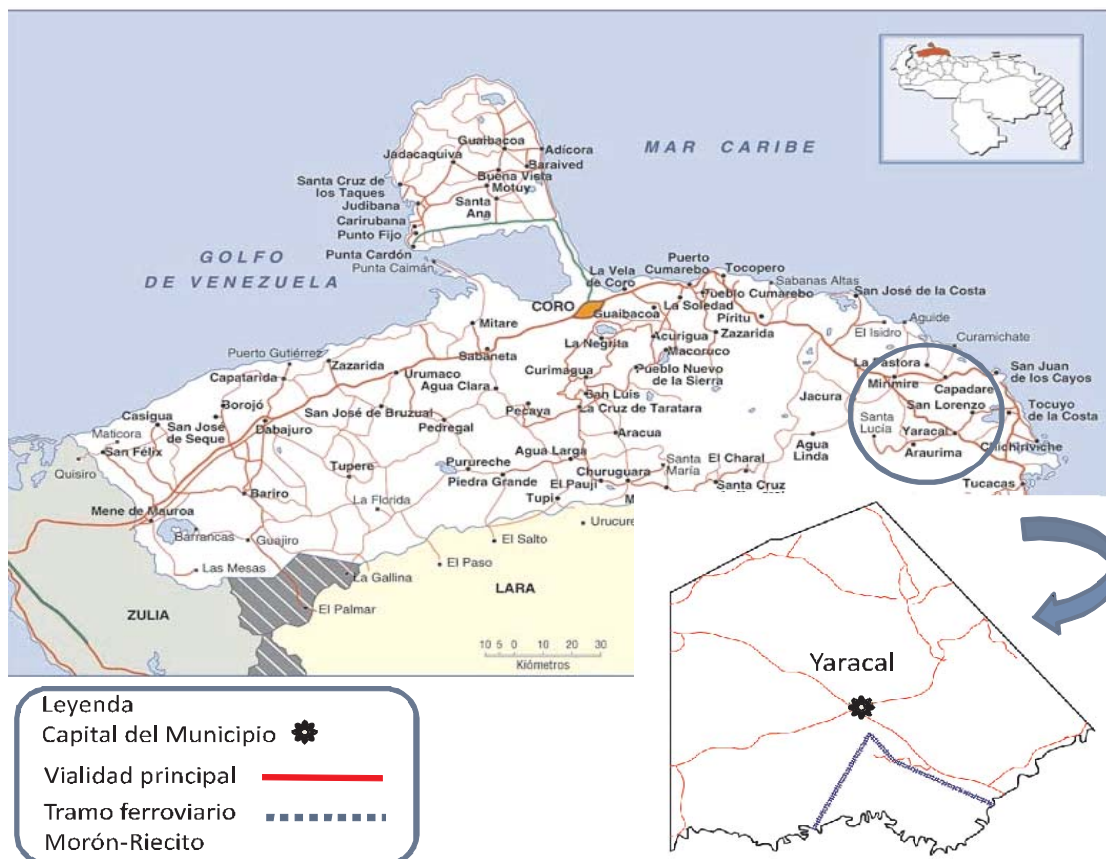 MAR CARIBE
GOLFO
DE VENEZUELA
Guaibacoa
Adícora
Jadacaquiva
Baraived
Buena Vista
Motuy
Santa Cruz de
los Taques
Santa
Ana
Judibana
Carirubana
Punto Fijo
Punta Cardón
Punta Caimán
La Vela
de Coro
Puerto
Cumarebo
Tocopero
Sabanas Altas
CORO
Guaibacoa
La Soledad
Pueblo Cumarebo
San José de la Costa
Píritu
Aguide
El Isidro
Mitare
La Negrita
Acurigua
Zazarida
Curamichate
Puerto Gutiérrez
Zazarida
Sabaneta
Macoruco
La Pastora
San Juan
de los Cayos
Capatarida
Urumaco
Curimagua
Pueblo Nuevo
de la Sierra
Minmire
Capadare
Agua Clara
San Luis
Jacura
San Lorenzo
Borojó
San José de Bruzual
Pecaya
La Cruz de Taratara
Santa
Lucía
Tocuyo
de la Costa
Casigua
San José
de Seque
Dabajuro
Pedregal
Aracua
Yaracal
Maticora
San Félix
Agua
Linda
Araurima
Chichiriviche
Quisiro
Tupere
Agua Larga
Santa
María
El Charal
Purureche
Churuguara
Tucacas
Bariro
Piedra Grande
El Pauji
Santa Cruz
La Florida
Tupi
M
Mene de Mauroa
Urucure
Barrancas
Guajiro
El Salto
Las Mesas
La Gallina
El Paso
El Palmar
ZULIA
LARA
10 5 0 10 20 30
Kiómetros
Yaracal
Leyenda
Capital del Municipio
Vialidad principal
Tramo ferroviario
Morón-Riecito